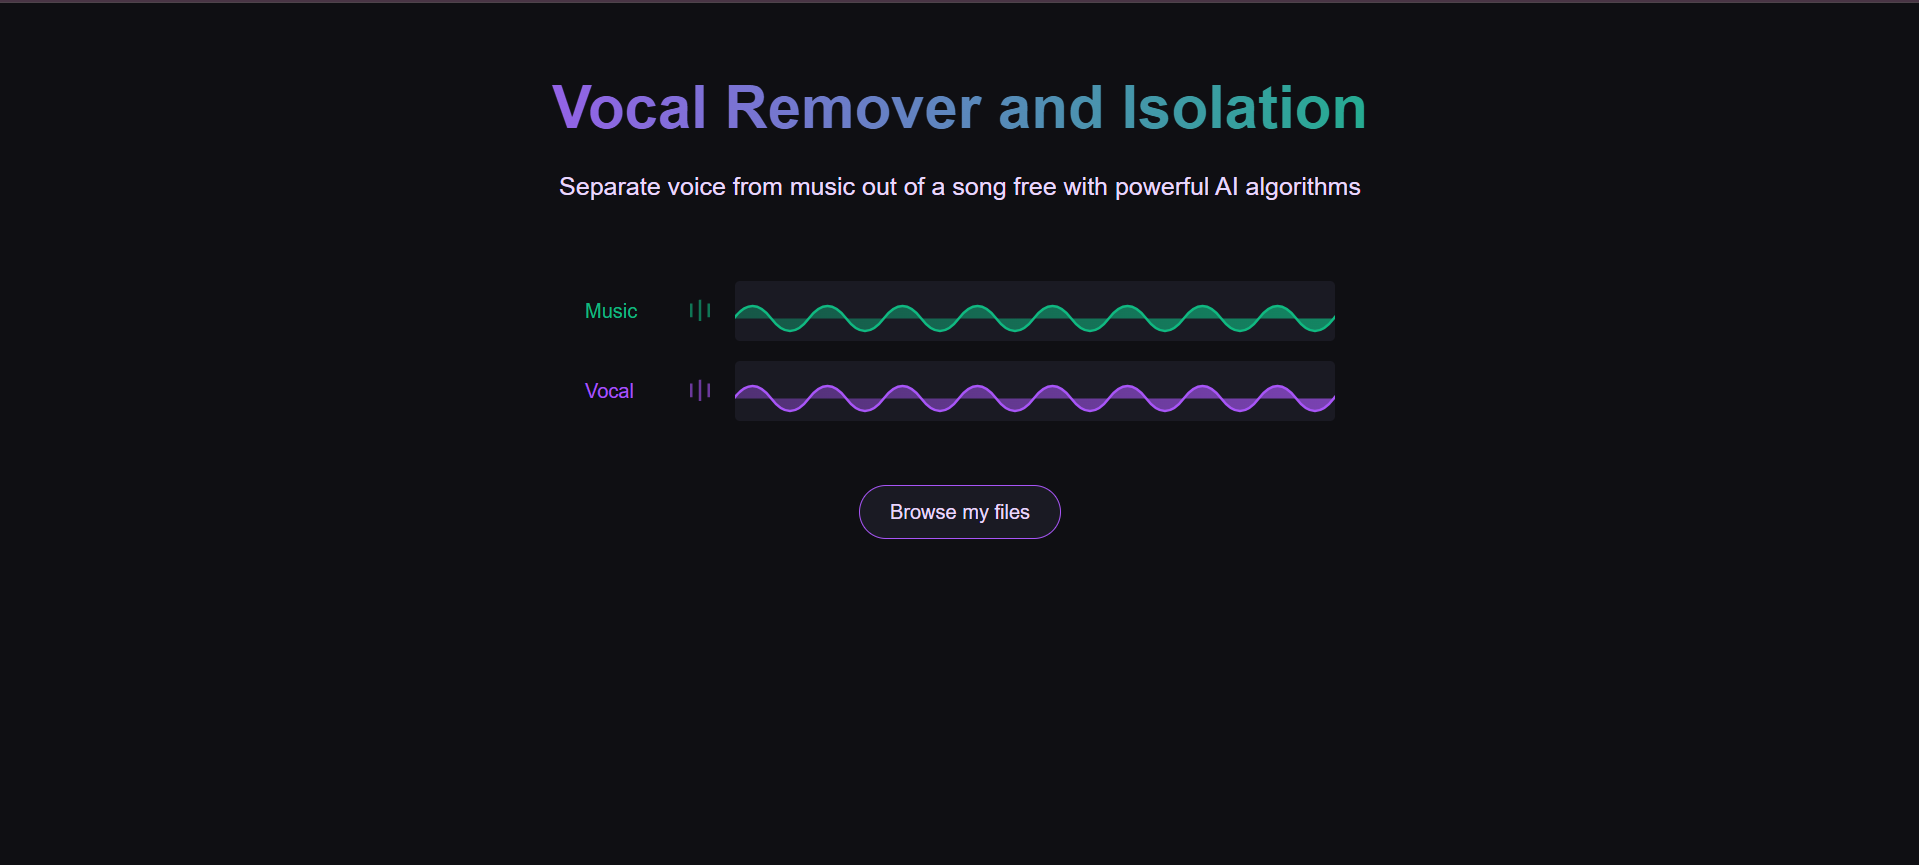 Vocal Remover and Isolation
Separate voice from music out of a song free with powerful AI algorithms
Music
Vocal
Browse my files